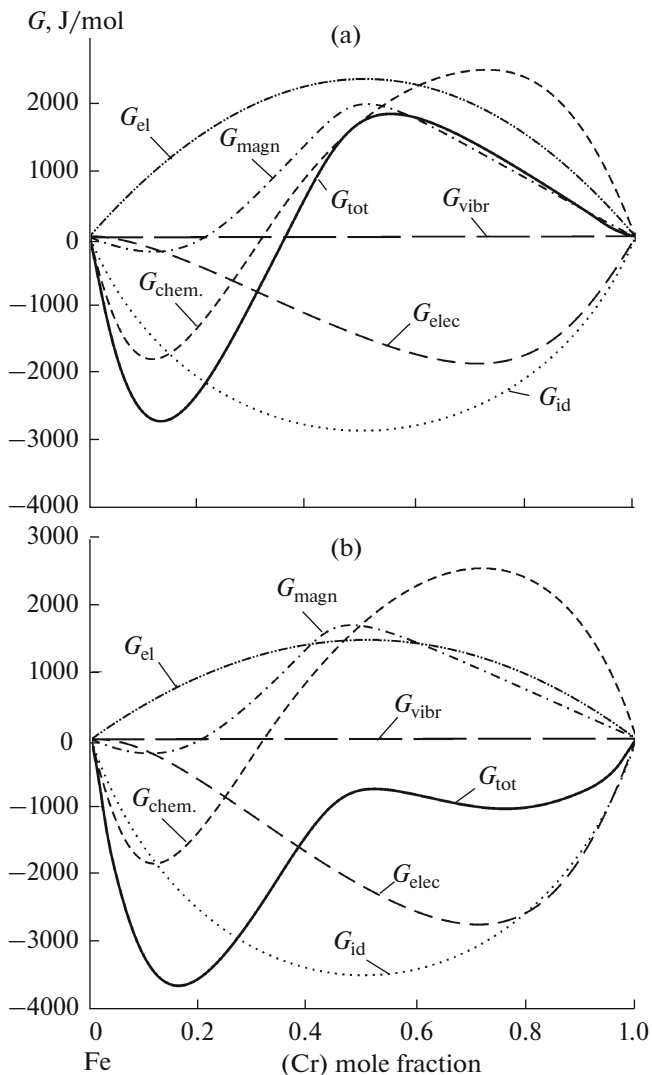 G, J/mol
(a)
2000
G_el
G_magn
1000
G_tot
G_vibr
0
G_chem.
−1000
G_elec
−2000
G_id
−3000
−4000
3000
(b)
2000
G_magn
G_el
1000
G_vibr
0
G_tot
−1000
G_chem.
−2000
G_elec
−3000
G_id
−4000
0 0.2 0.4 0.6 0.8 1.0
Fe (Cr) mole fraction